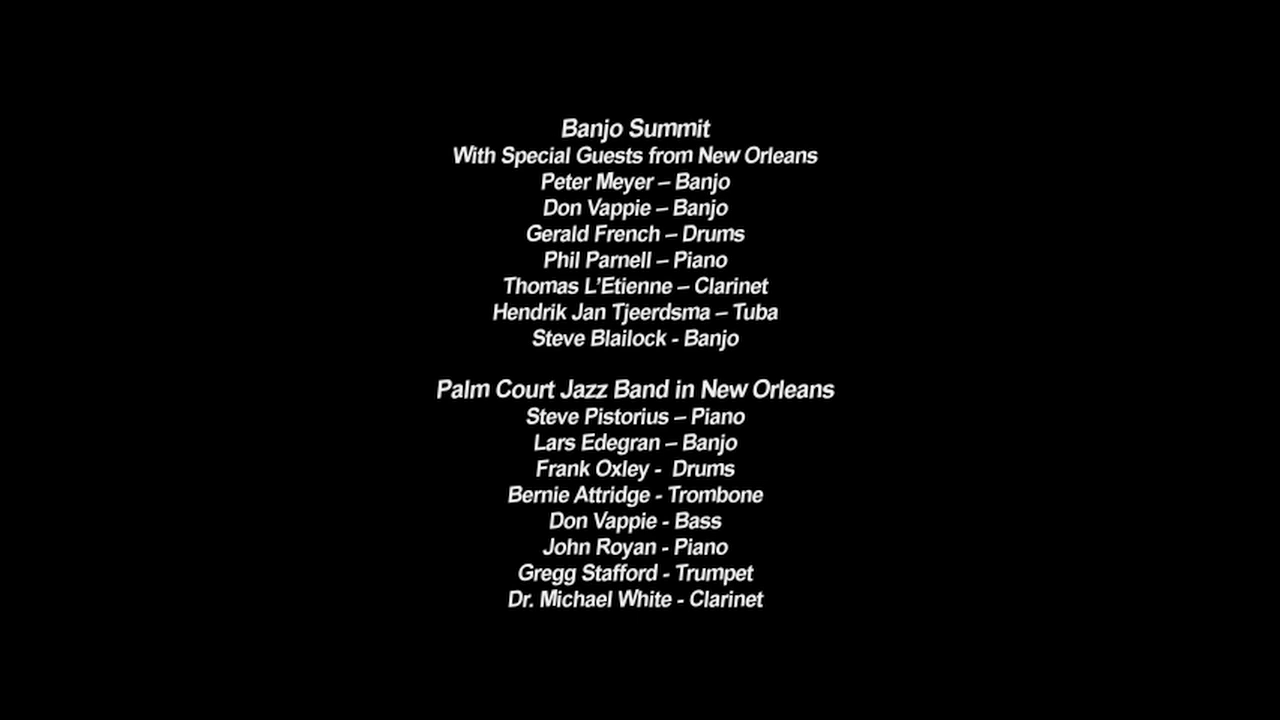 Banjo Summit
With Special Guests from New Orleans
Peter Meyer – Banjo
Don Vappie – Banjo
Gerald French – Drums
Phil Parnell – Piano
Thomas L’Etienne – Clarinet
Hendrik Jan Tjeerdsma – Tuba
Steve Blailock - Banjo
Palm Court Jazz Band in New Orleans
Steve Pistorius – Piano
Lars Edegran – Banjo
Frank Oxley -  Drums
Bernie Attridge - Trombone
Don Vappie - Bass
John Royan - Piano
Gregg Stafford - Trumpet
Dr. Michael White - Clarinet